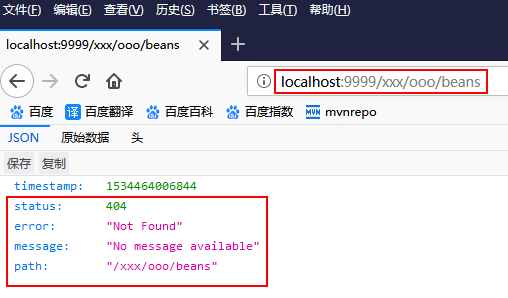 文件(F) 编辑(E) 查看(V) 历史(S) 书签(B) 工具(T) 帮助(H)
localhost:9999/xxx/ooo/beans
localhost:9999/xxx/ooo/beans
百度 译 百度翻译 百度百科 百度指数 MVN mvnrepo
JSON 原始数据 头
保存 复制
timestamp: 1534464006844
status: 404
error: "Not Found"
message: "No message available"
path: "/xxx/ooo/beans"